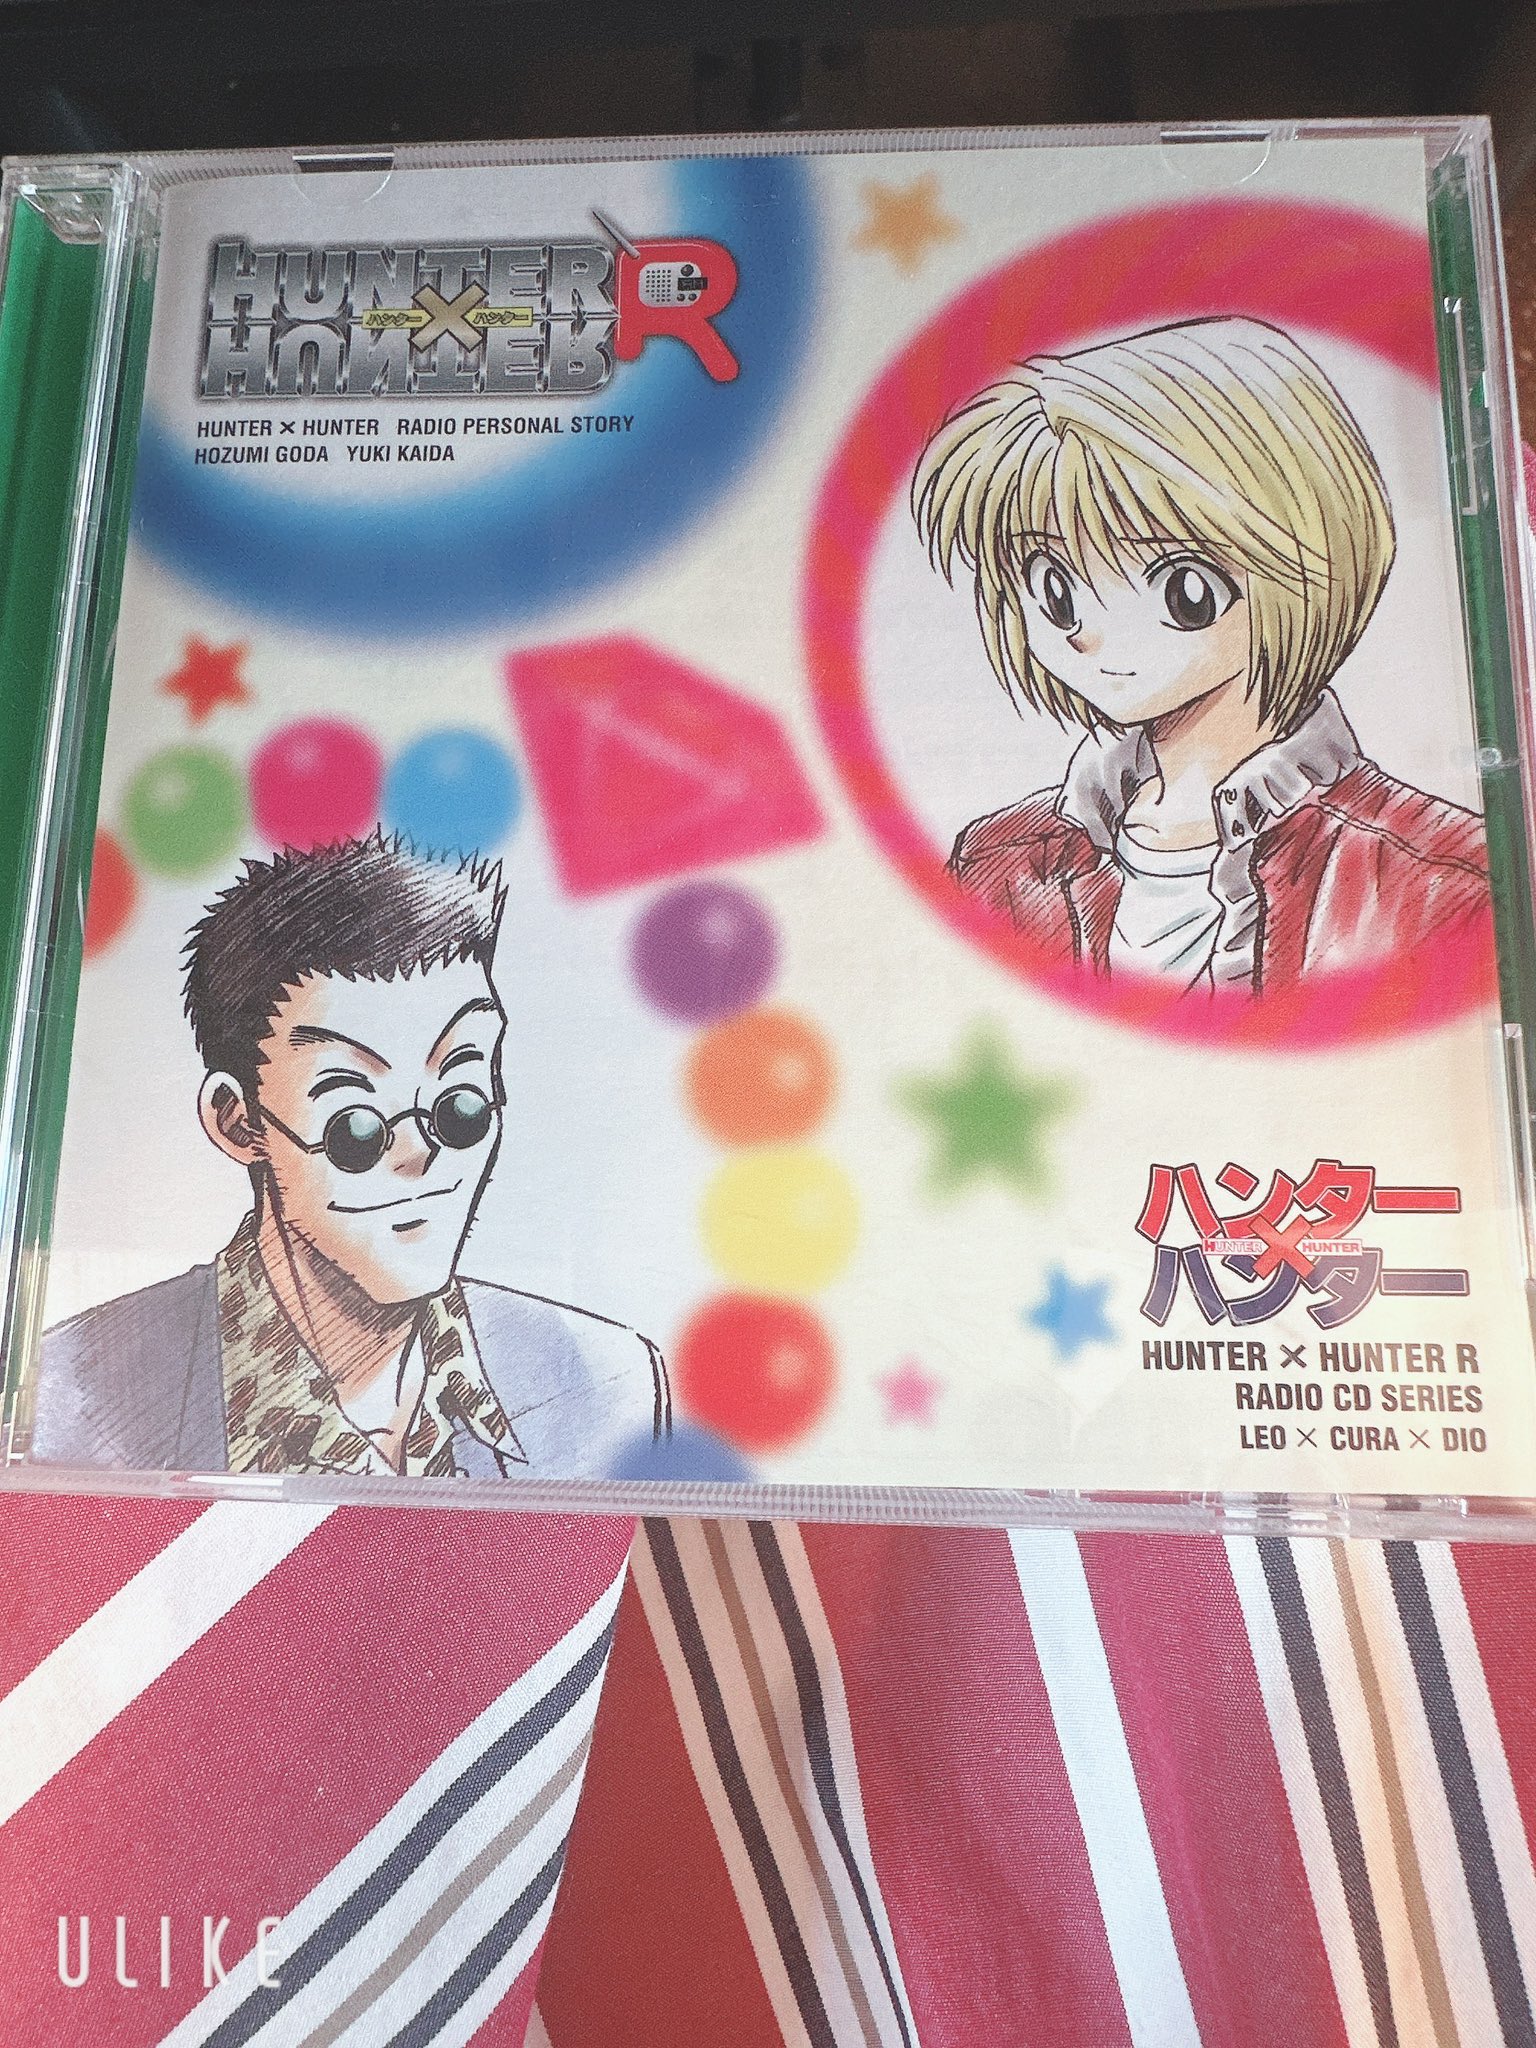 HUNTER
ハンター×ハンター
HUNTER
R
HUNTER × HUNTER RADIO PERSONAL STORY
HOZUMI GODA YUKI KAIDA
ハンター
HUNTER × HUNTER
ハンター
HUNTER × HUNTER R
RADIO CD SERIES
LEO × CURA × DIO
ULIKE